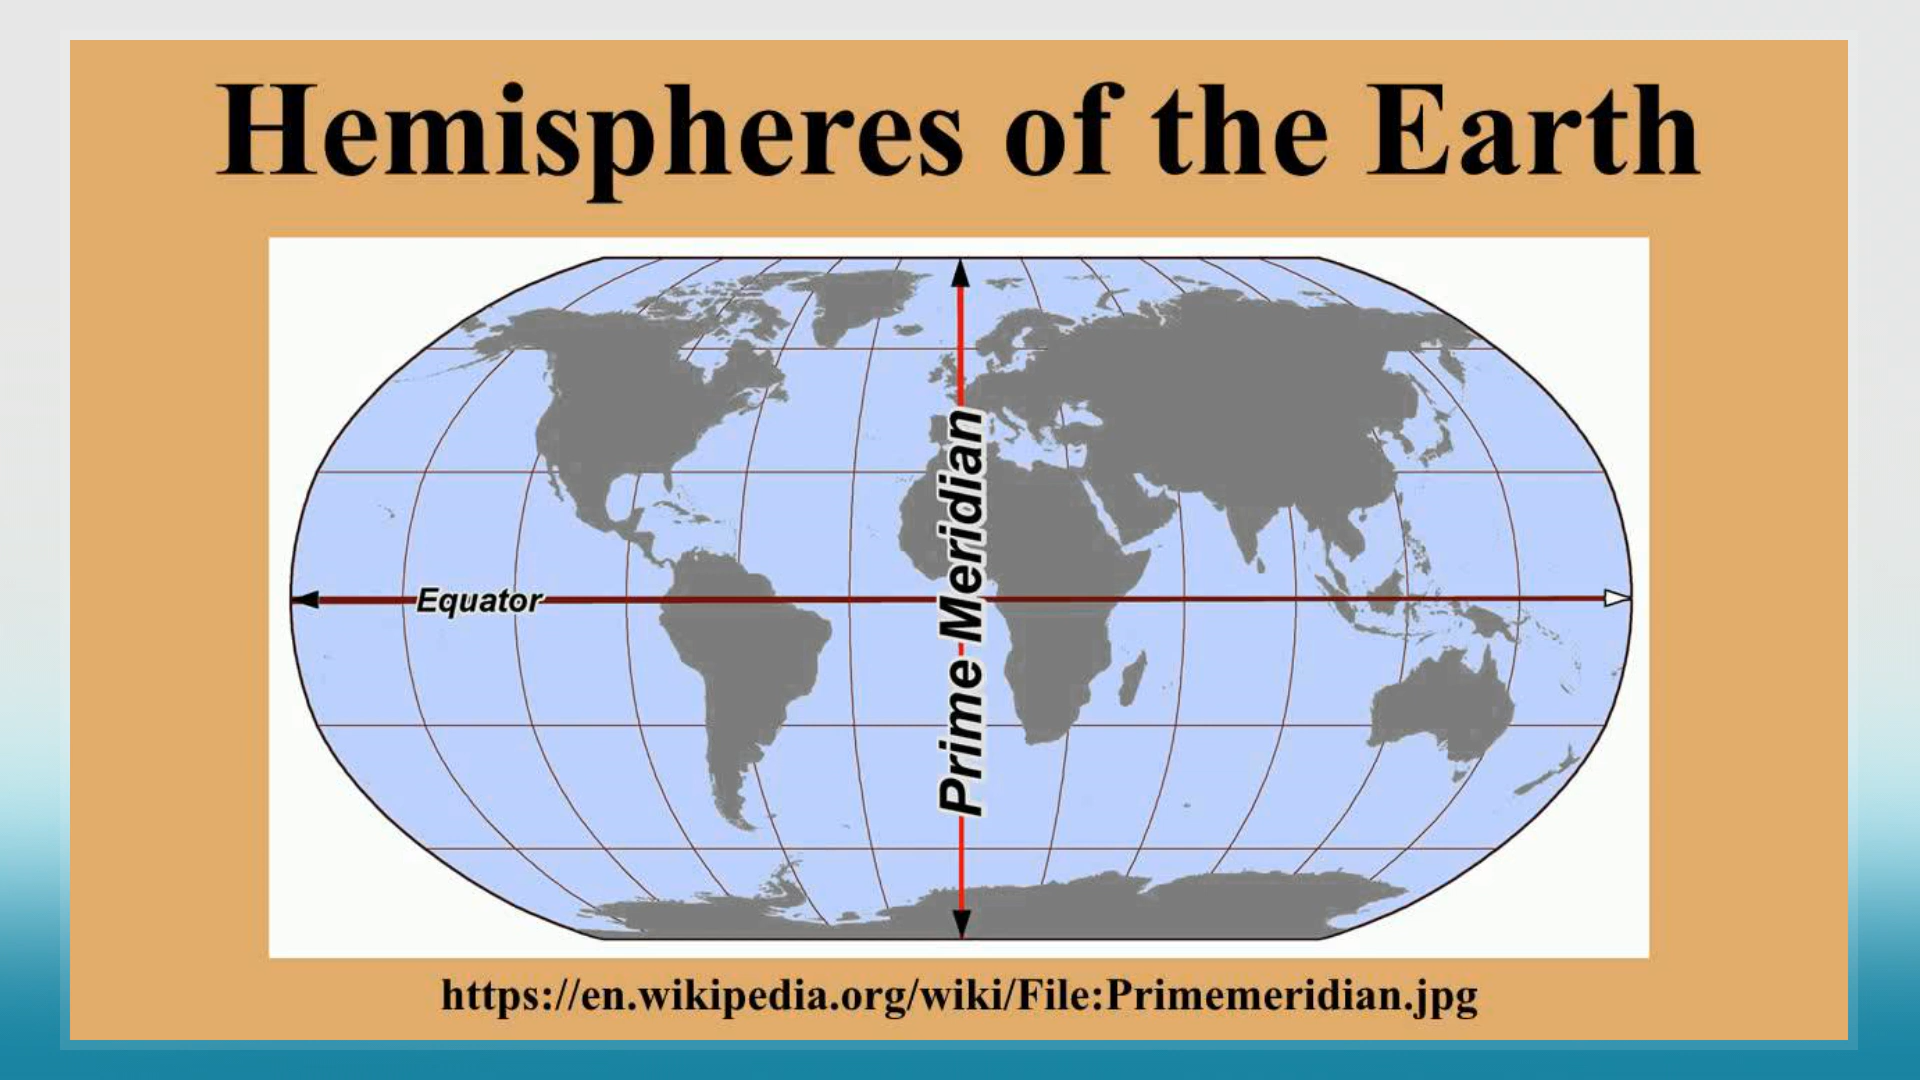 Hemispheres of the Earth
Prime Meridian
Equator
https://en.wikipedia.org/wiki/File:Primemeridian.jpg